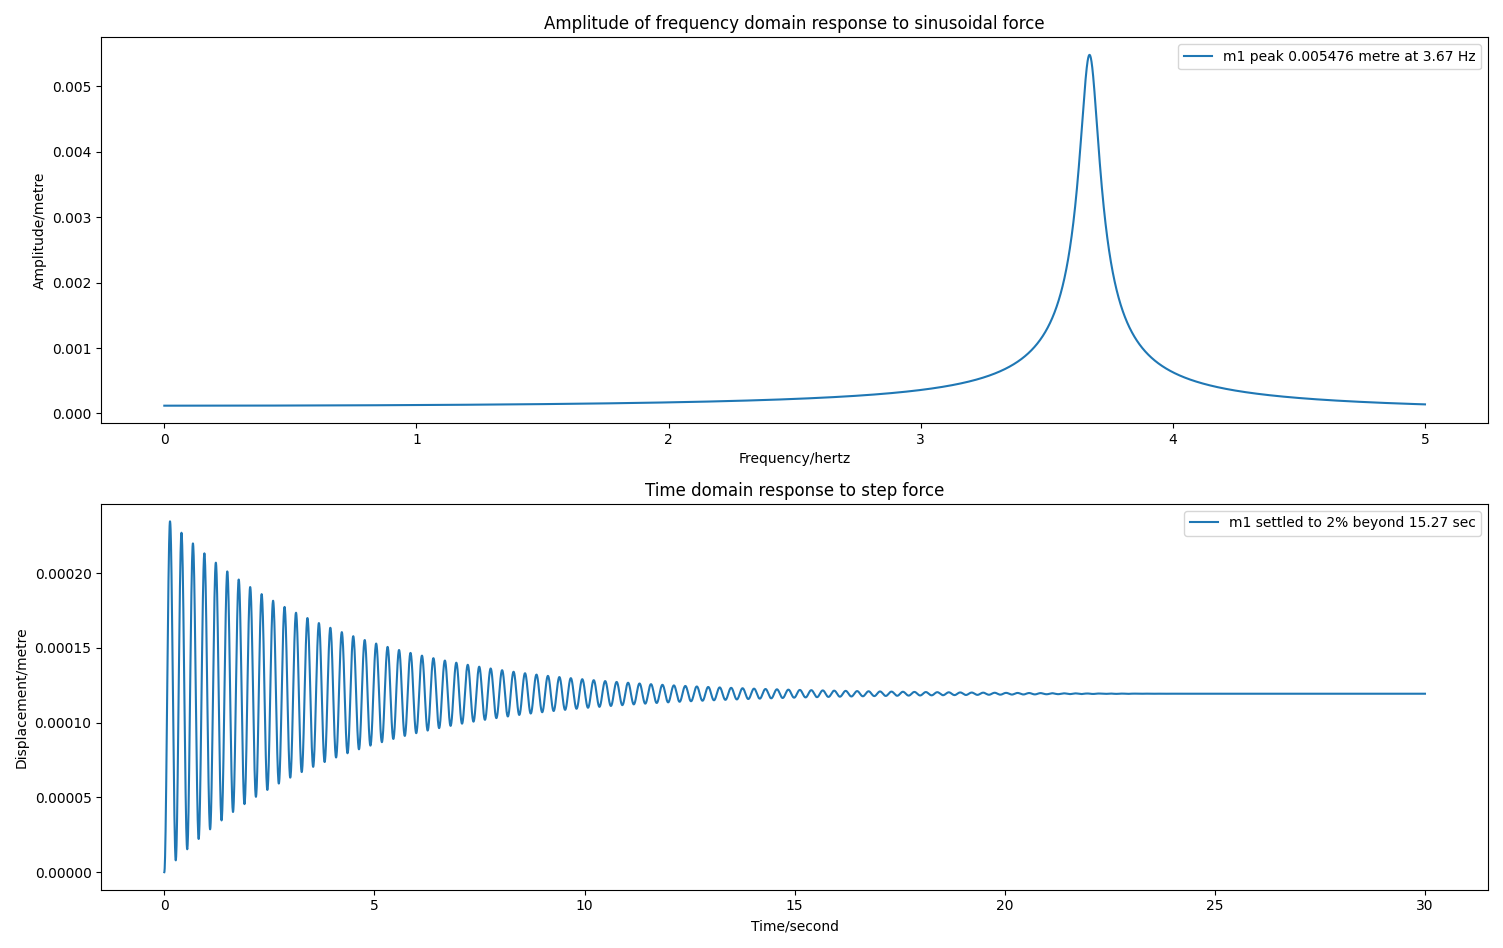 Amplitude of frequency domain response to sinusoidal force
m1 peak 0.005476 metre at 3.67 Hz
Amplitude/metre
0.005
0.004
0.003
0.002
0.001
0.000
0 1 2 3 4 5
Frequency/hertz
Time domain response to step force
m1 settled to 2% beyond 15.27 sec
Displacement/metre
0.00020
0.00015
0.00010
0.00005
0.00000
0 5 10 15 20 25 30
Time/second